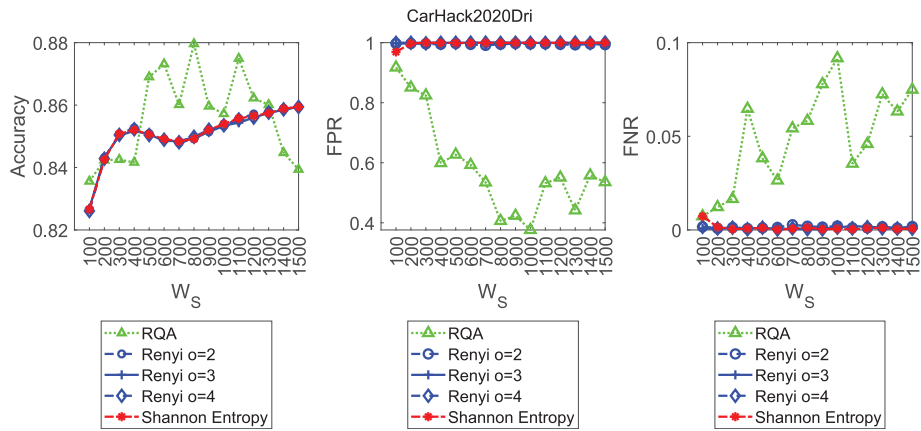 CarHack2020Dri
0.88
0.86
0.84
0.82
Accuracy
100
200
300
400
500
600
700
800
900
1000
1100
1200
1300
1400
1500
W_S
RQA
Renyi o=2
Renyi o=3
Renyi o=4
Shannon Entropy
1
0.8
0.6
0.4
FPR
100
200
300
400
500
600
700
800
900
1000
1100
1200
1300
1400
1500
W_S
RQA
Renyi o=2
Renyi o=3
Renyi o=4
Shannon Entropy
0.1
0.05
0
FNR
100
200
300
400
500
600
700
800
900
1000
1100
1200
1300
1400
1500
W_S
RQA
Renyi o=2
Renyi o=3
Renyi o=4
Shannon Entropy